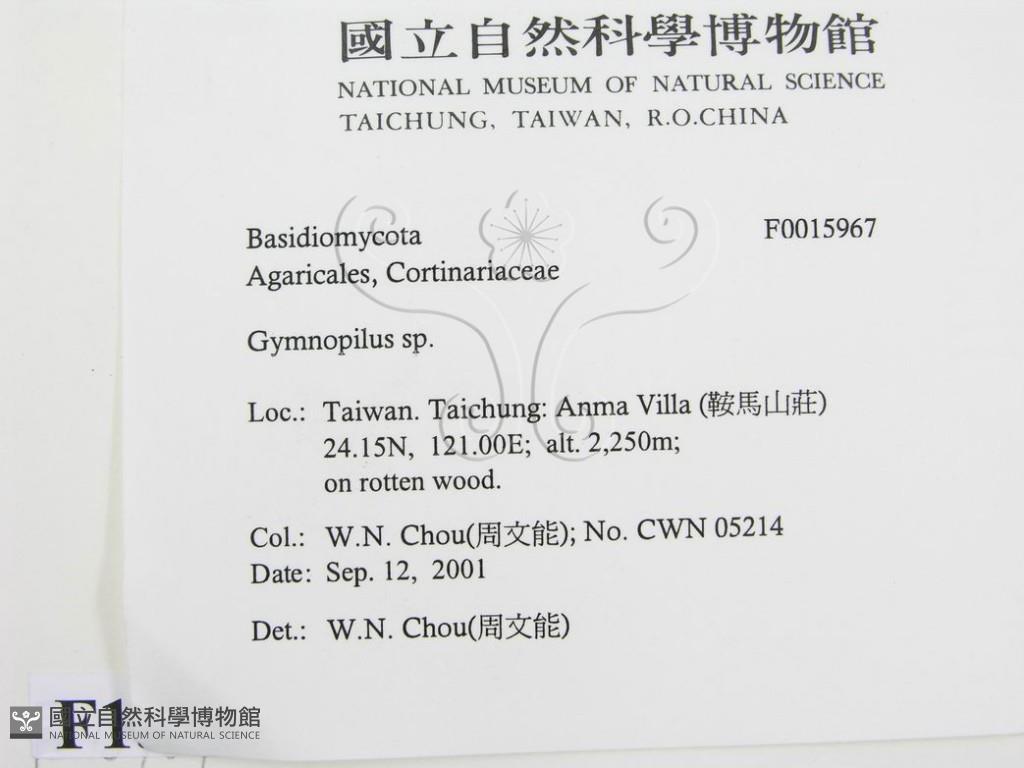 國立自然科學博物館
NATIONAL MUSEUM OF NATURAL SCIENCE
TAICHUNG, TAIWAN, R.O.CHINA
Basidiomycota F0015967
Agaricales, Cortinariaceae
Gymnopilus sp.
Loc.: Taiwan. Taichung: Anma Villa (鞍馬山莊)
24.15N, 121.00E; alt. 2,250m;
on rotten wood.
Col.: W.N. Chou(周文能); No. CWN 05214
Date: Sep. 12, 2001
Det.: W.N. Chou(周文能)
F1
國立自然科學博物館
NATIONAL MUSEUM OF NATURAL SCIENCE